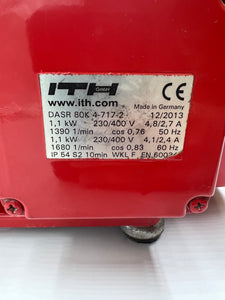 ITH
GmbH
www.ith.com Made in Germany
DASR 80K 4-717-2 12/2013
1,1 kW 230/400 V 4,8/2,7 A
1390 1/min cos 0,76 50 Hz
1,1 kW 230/400 V 4,1/2,4 A
1680 1/min cos 0,83 60 Hz
IP 54 S2 10min WKL F EN